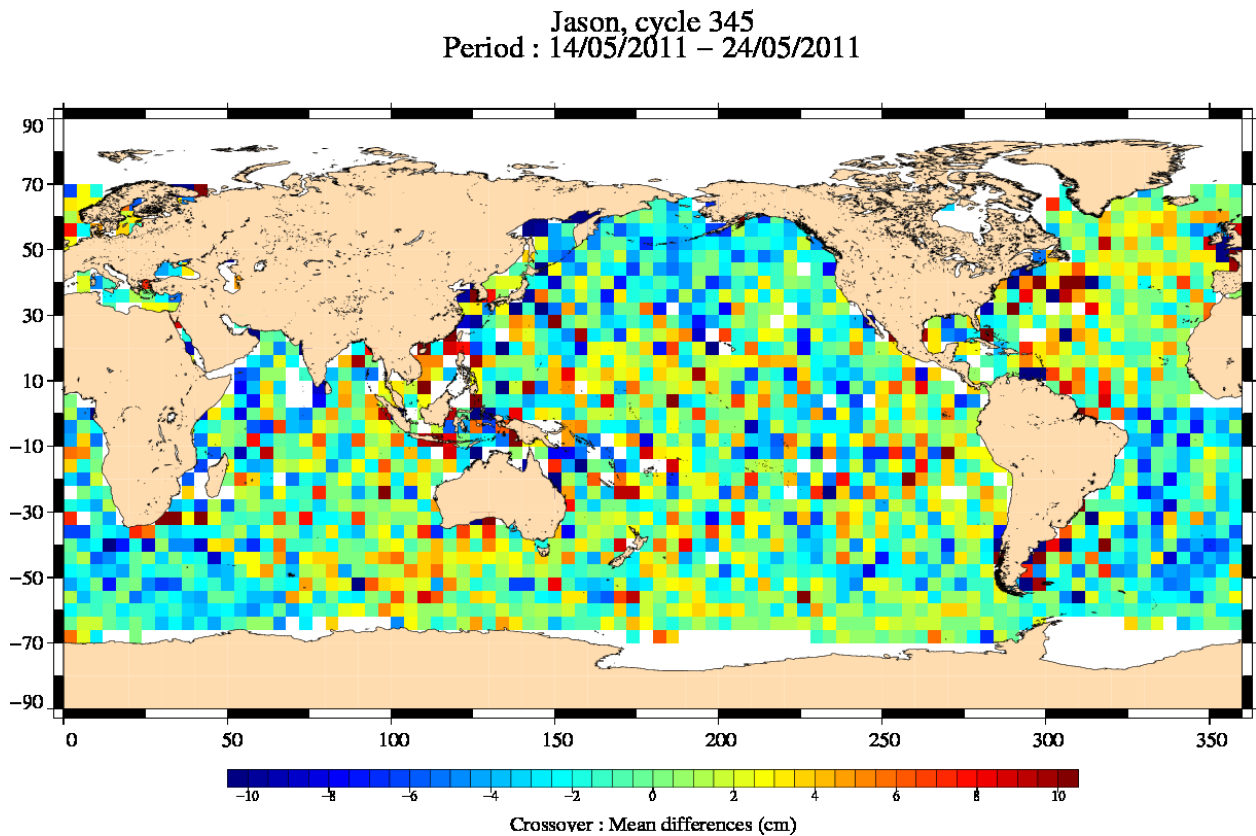 Jason, cycle 345
Period : 14/05/2011 − 24/05/2011
90
70
50
30
10
−10
−30
−50
−70
−90
0 50 100 150 200 250 300 350
−10 −8 −6 −4 −2 0 2 4 6 8 10
Crossover : Mean differences (cm)